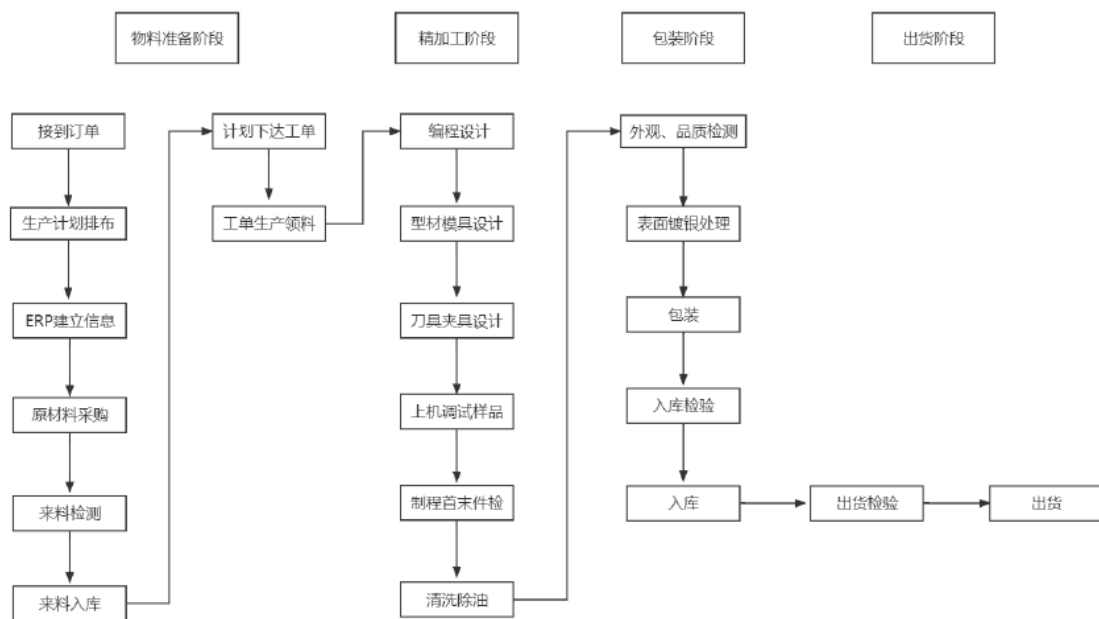 物料准备阶段
精加工阶段
包装阶段
出货阶段
接到订单
生产计划排布
ERP建立信息
原材料采购
来料检测
来料入库
计划下达工单
工单生产领料
编程设计
型材模具设计
刀具夹具设计
上机调试样品
制程首末件检
清洗除油
外观、品质检测
表面镀银处理
包装
入库检验
入库
出货检验
出货